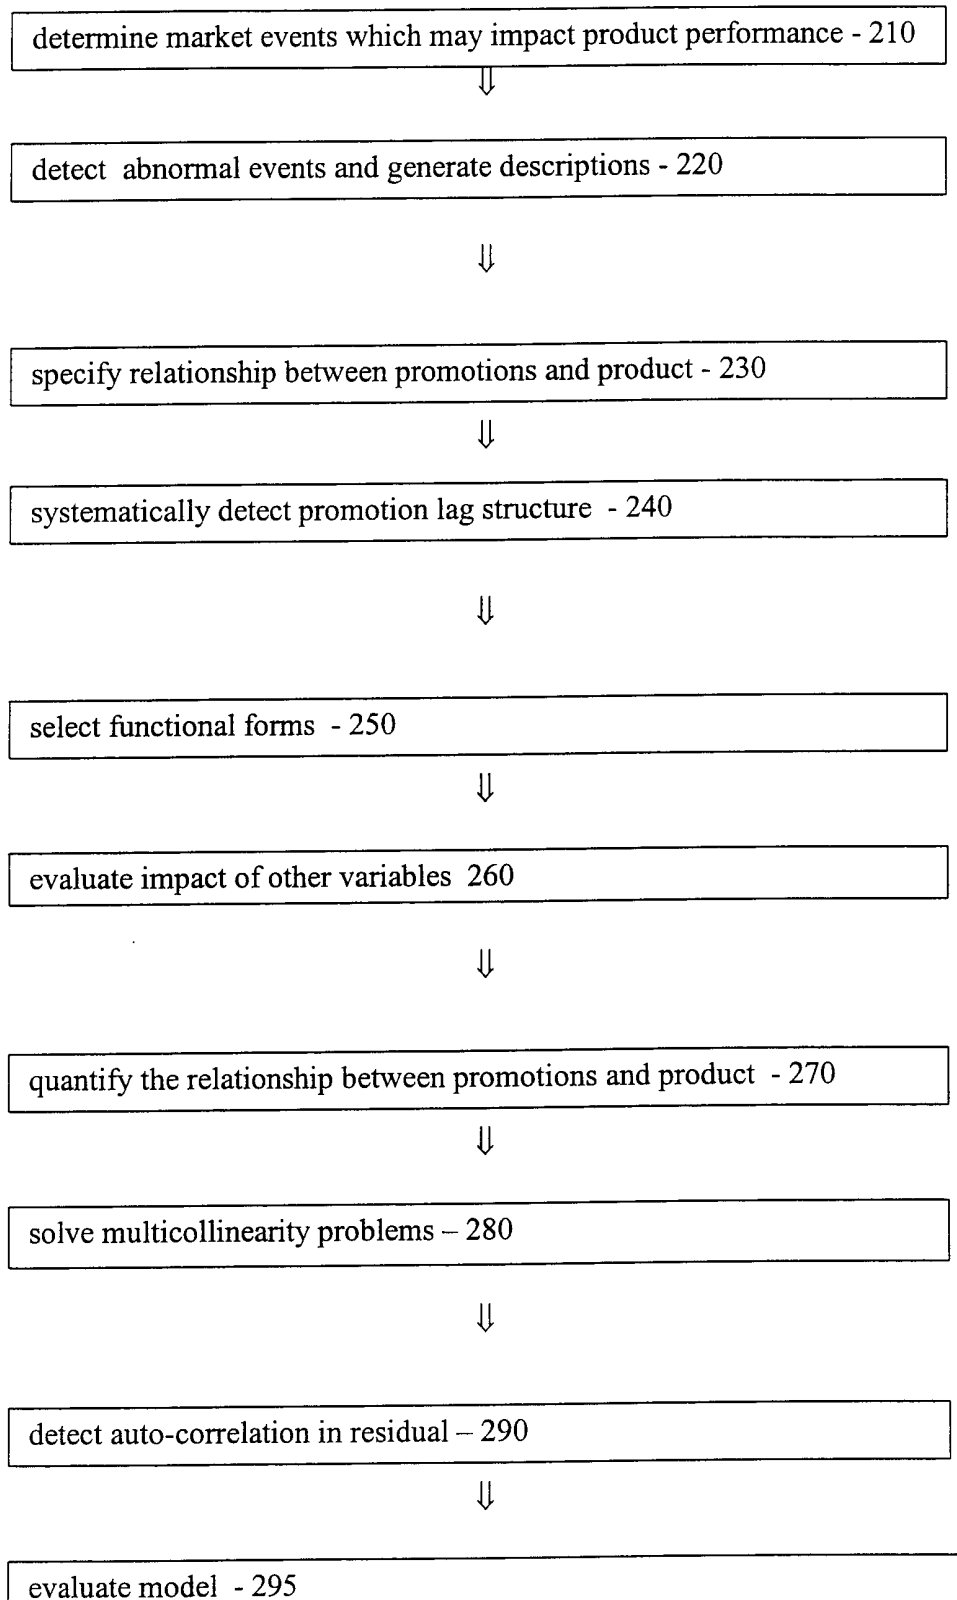 determine market events which may impact product performance - 210
⇓
detect abnormal events and generate descriptions - 220
⇓
specify relationship between promotions and product - 230
⇓
systematically detect promotion lag structure - 240
⇓
select functional forms - 250
⇓
evaluate impact of other variables 260
⇓
quantify the relationship between promotions and product - 270
⇓
solve multicollinearity problems – 280
⇓
detect auto-correlation in residual – 290
⇓
evaluate model - 295